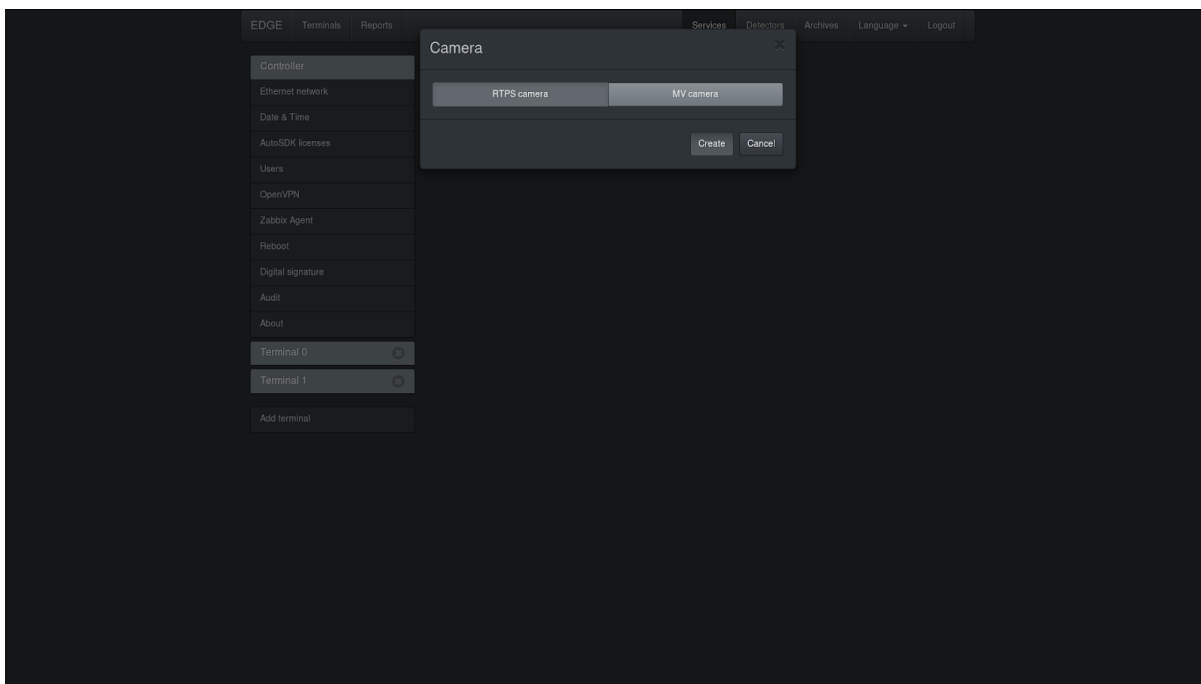 EDGE Terminals Reports Services Detectors Archives Language Logout
Camera
RTPS camera MV camera
Create Cancel
Controller
Ethernet network
Date & Time
AutoSDK licenses
Users
OpenVPN
Zabbix Agent
Reboot
Digital signature
Audit
About
Terminal 0
Terminal 1
Add terminal